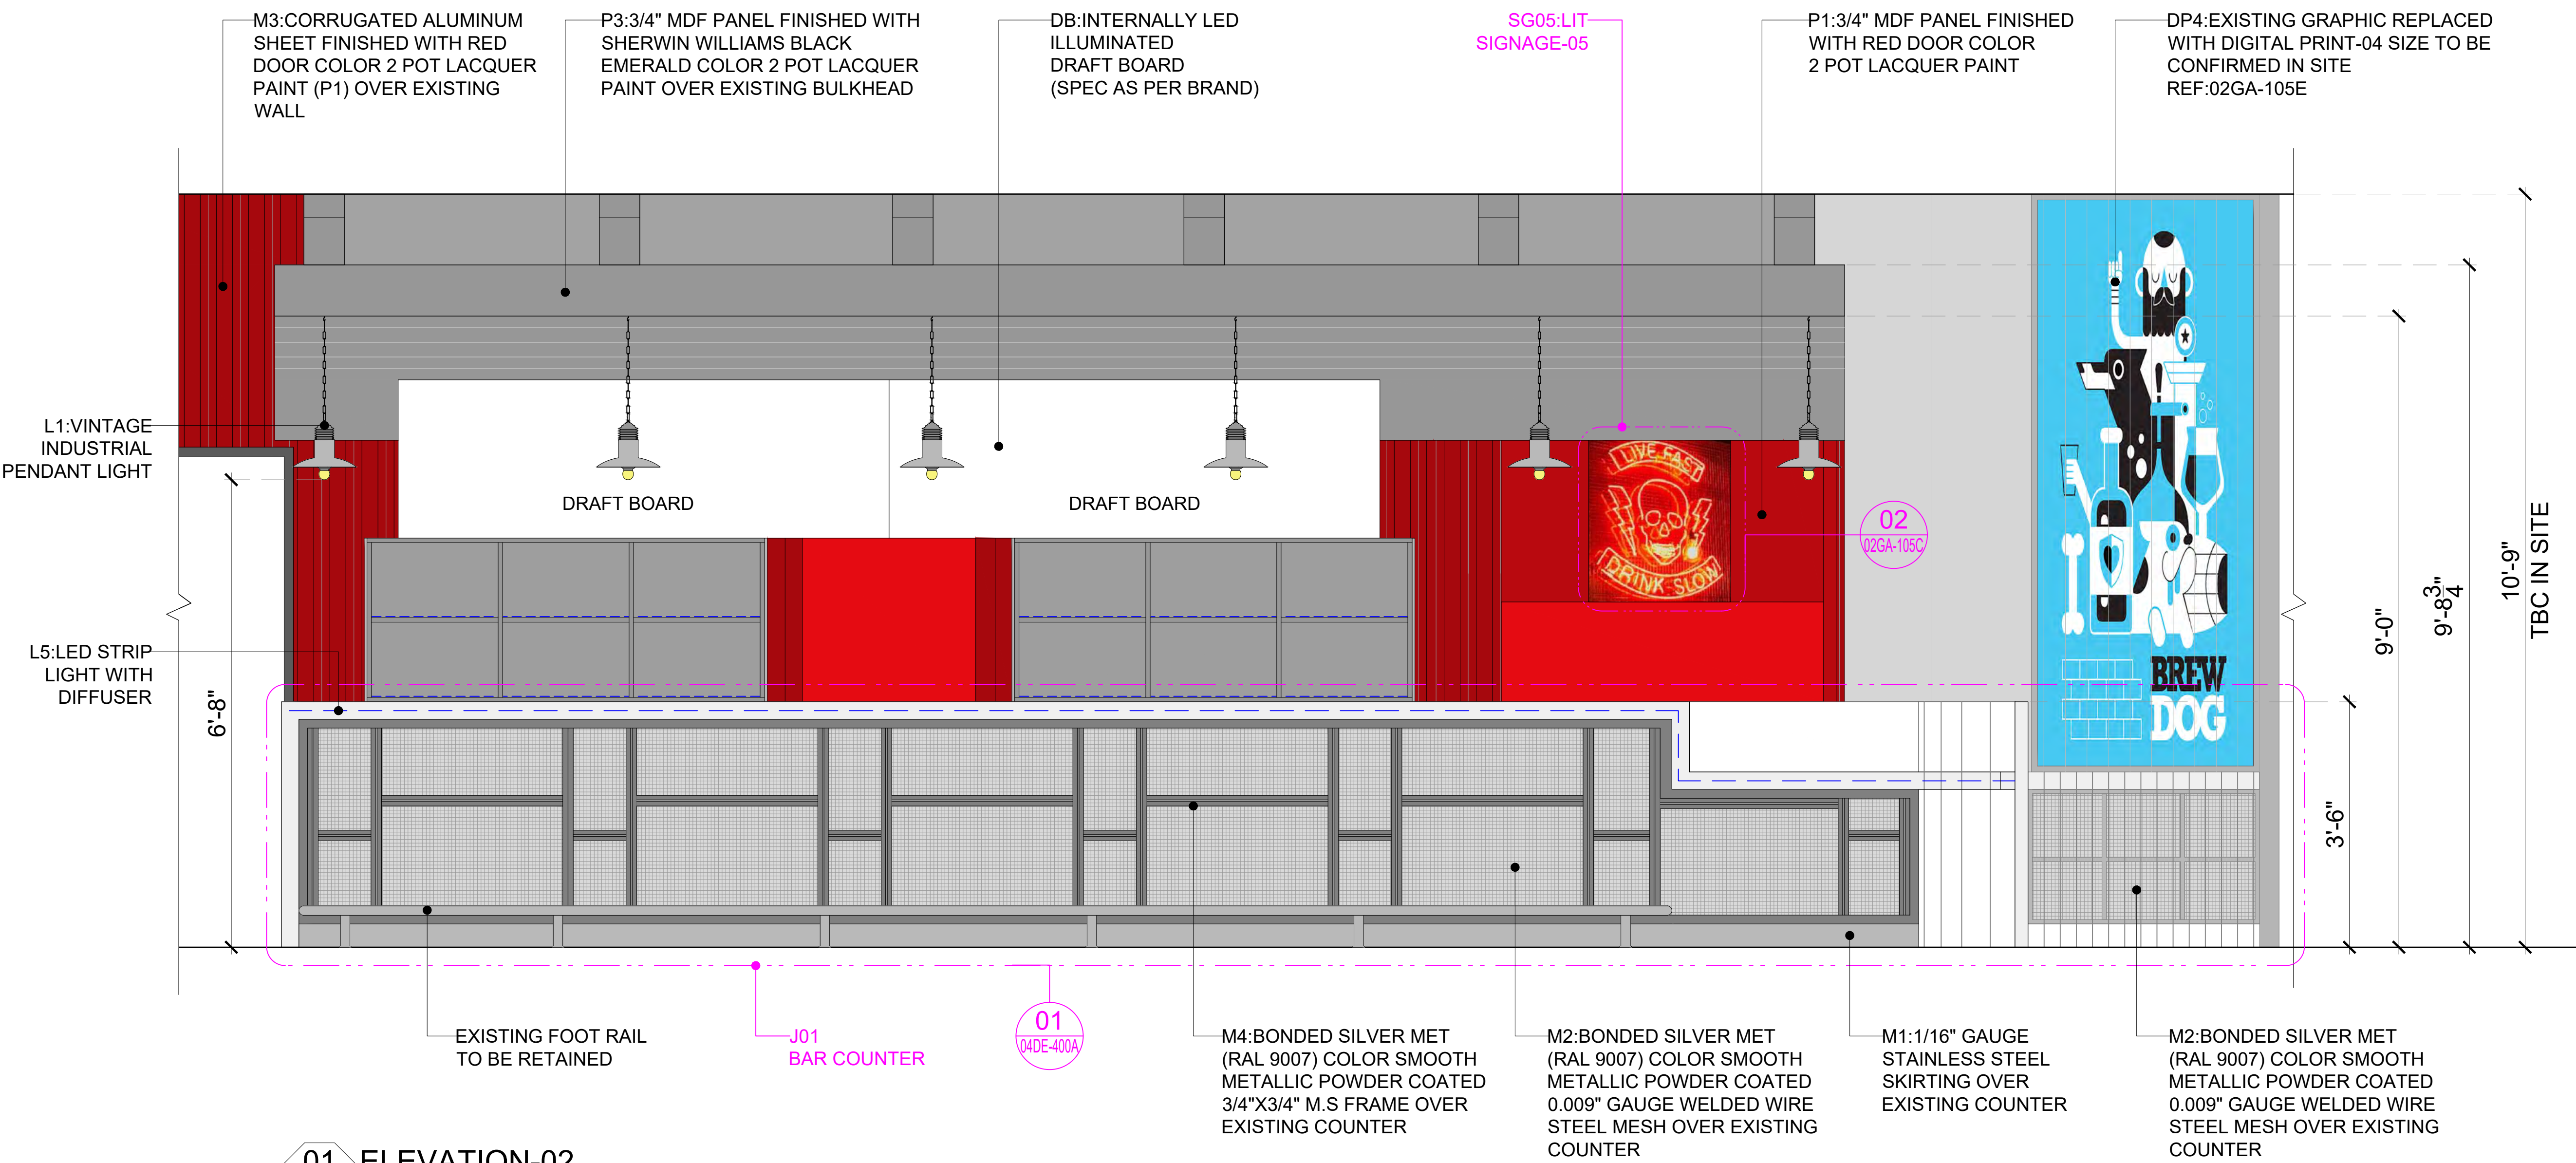 M3:CORRUGATED ALUMINUM
SHEET FINISHED WITH RED
DOOR COLOR 2 POT LACQUER
PAINT (P1) OVER EXISTING
WALL
P3:3/4" MDF PANEL FINISHED WITH
SHERWIN WILLIAMS BLACK
EMERALD COLOR 2 POT LACQUER
PAINT OVER EXISTING BULKHEAD
DB:INTERNALLY LED
ILLUMINATED
DRAFT BOARD
(SPEC AS PER BRAND)
SG05:LIT
SIGNAGE-05
P1:3/4" MDF PANEL FINISHED
WITH RED DOOR COLOR
2 POT LACQUER PAINT
DP4:EXISTING GRAPHIC REPLACED
WITH DIGITAL PRINT-04 SIZE TO BE
CONFIRMED IN SITE
REF:02GA-105E
L1:VINTAGE
INDUSTRIAL
PENDANT LIGHT
DRAFT BOARD
DRAFT BOARD
LIVE FAST
DRINK SLOW
02
02GA-105C
L5:LED STRIP
LIGHT WITH
DIFFUSER
6'-8"
BREW
DOG
3'-6"
9'-0"
9'-8 3/4"
10'-9"
TBC IN SITE
EXISTING FOOT RAIL
TO BE RETAINED
J01
BAR COUNTER
01
04DE-400A
M4:BONDED SILVER MET
(RAL 9007) COLOR SMOOTH
METALLIC POWDER COATED
3/4"X3/4" M.S FRAME OVER
EXISTING COUNTER
M2:BONDED SILVER MET
(RAL 9007) COLOR SMOOTH
METALLIC POWDER COATED
0.009" GAUGE WELDED WIRE
STEEL MESH OVER EXISTING
COUNTER
M1:1/16" GAUGE
STAINLESS STEEL
SKIRTING OVER
EXISTING COUNTER
M2:BONDED SILVER MET
(RAL 9007) COLOR SMOOTH
METALLIC POWDER COATED
0.009" GAUGE WELDED WIRE
STEEL MESH OVER EXISTING
COUNTER
01 ELEVATION-02